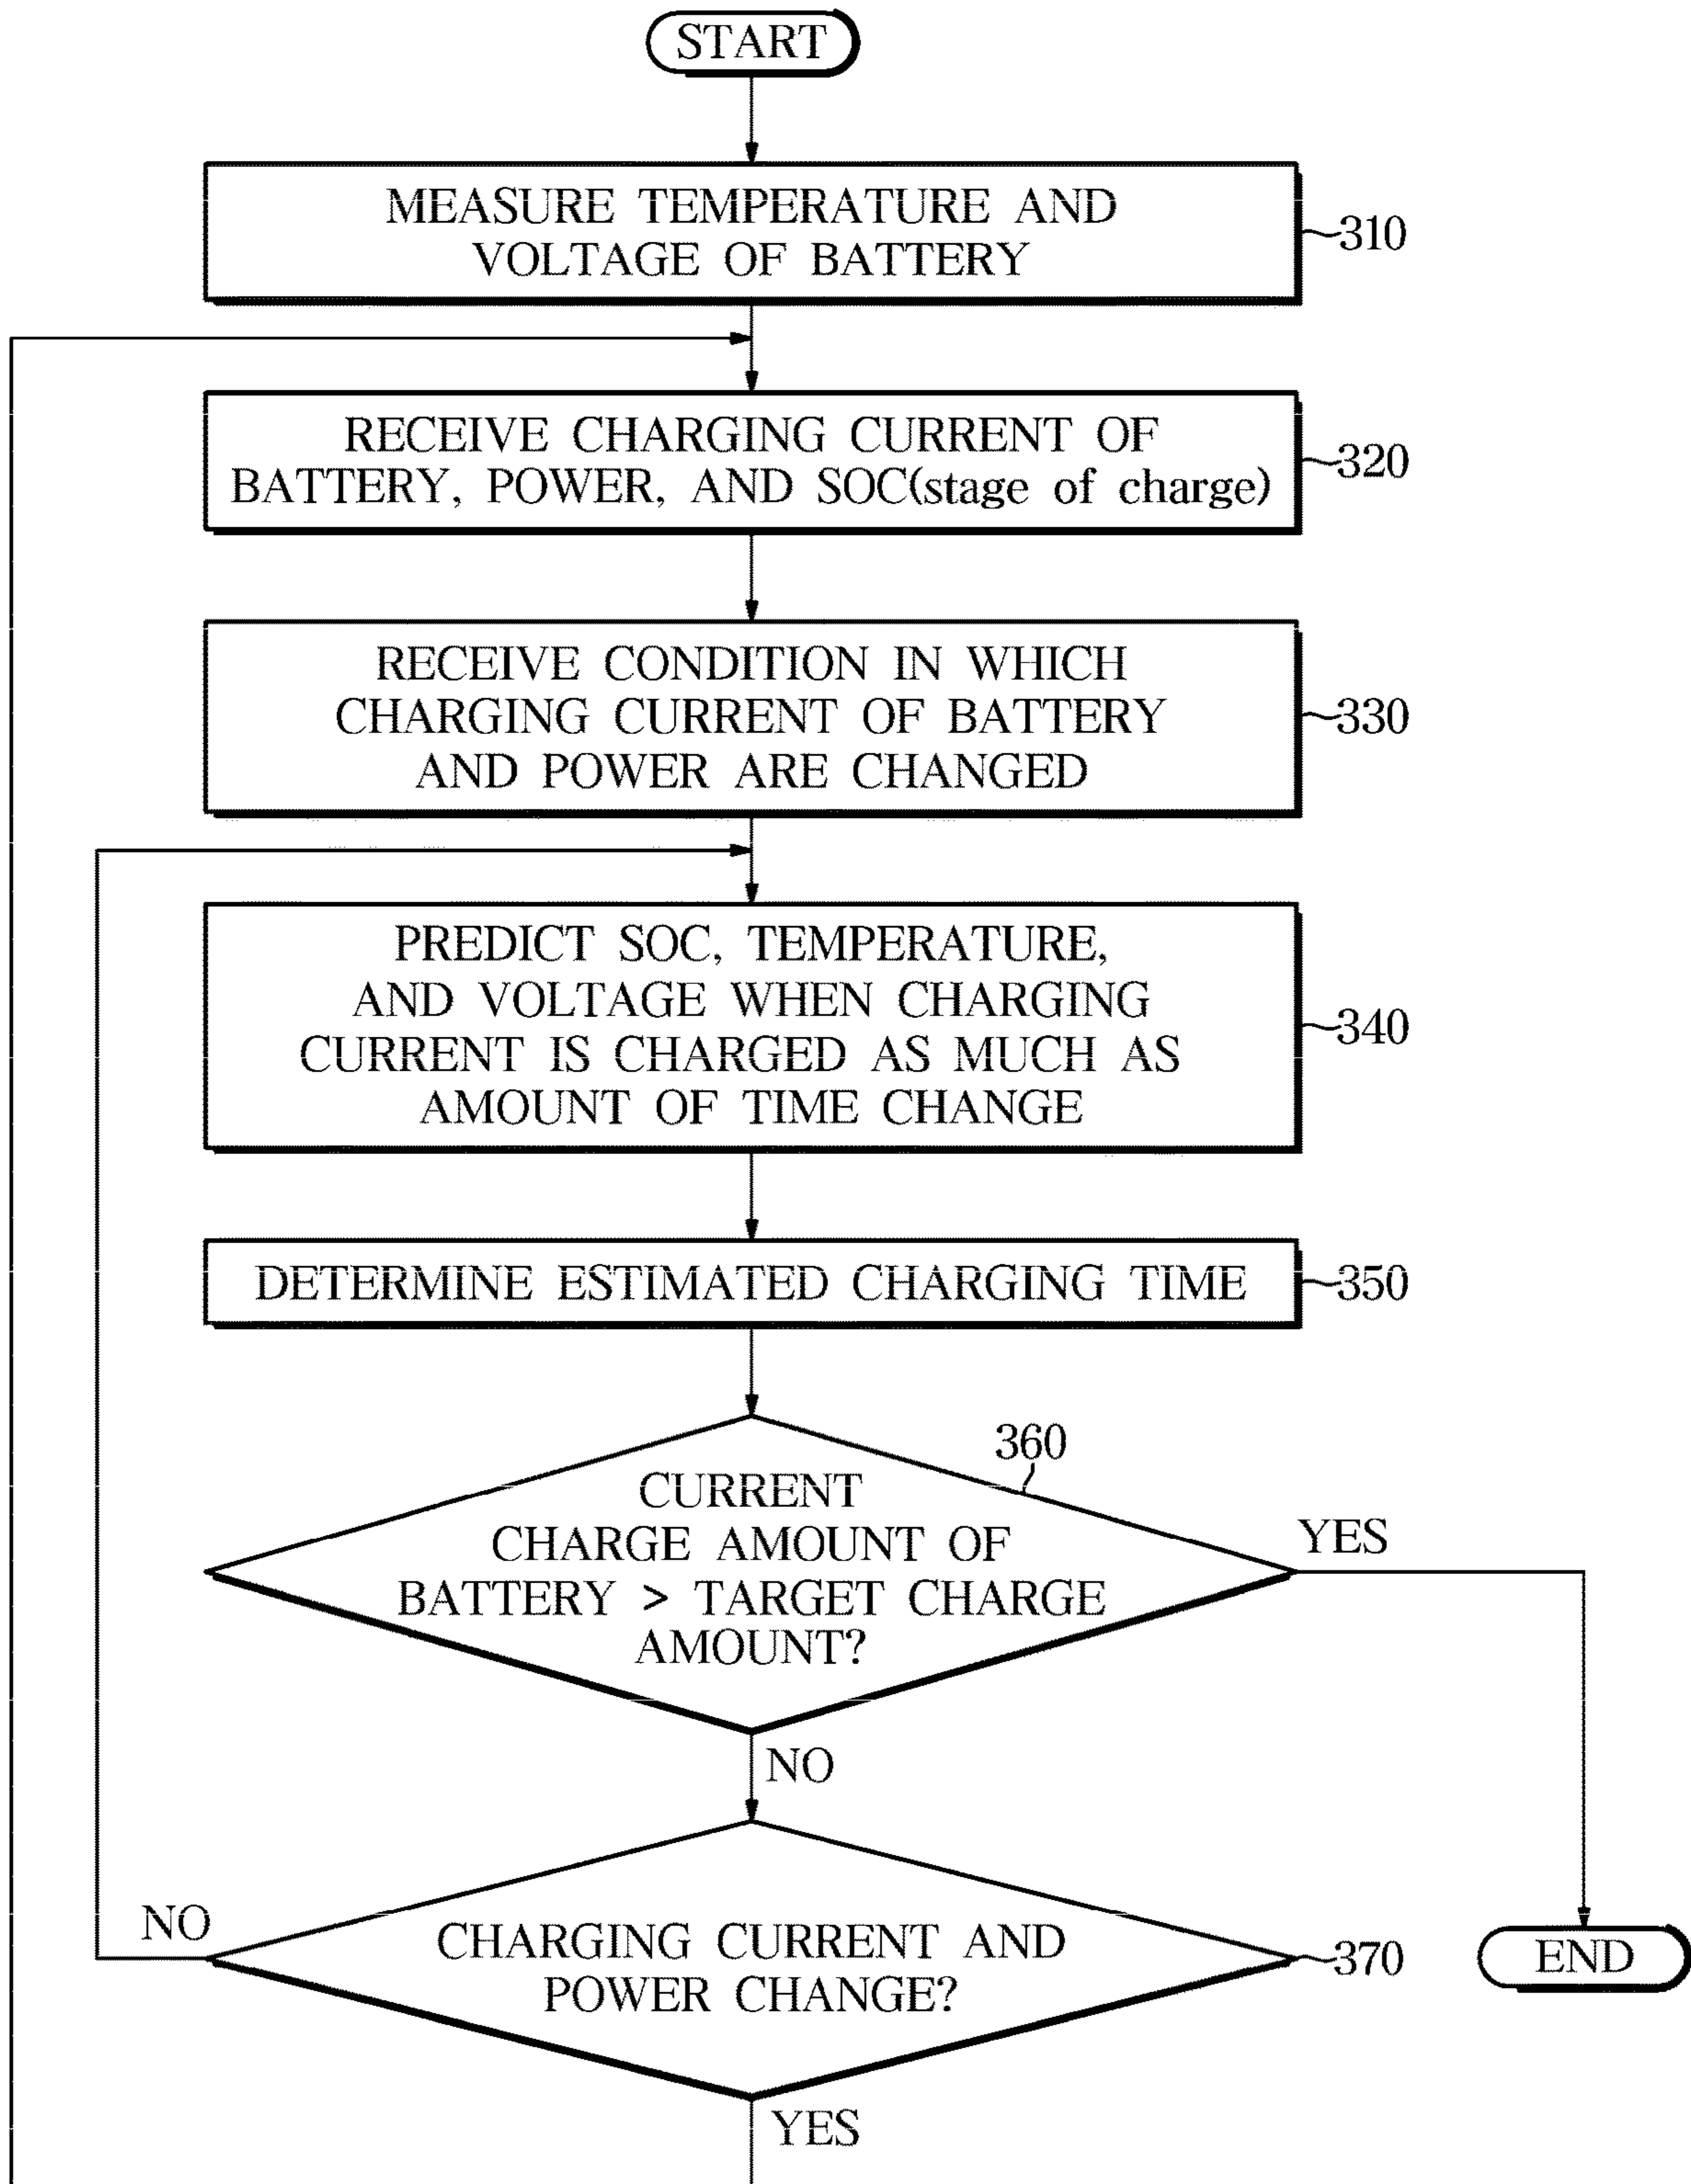 START
MEASURE TEMPERATURE AND
VOLTAGE OF BATTERY
310
RECEIVE CHARGING CURRENT OF
BATTERY, POWER, AND SOC(stage of charge)
320
RECEIVE CONDITION IN WHICH
CHARGING CURRENT OF BATTERY
AND POWER ARE CHANGED
330
PREDICT SOC, TEMPERATURE,
AND VOLTAGE WHEN CHARGING
CURRENT IS CHARGED AS MUCH AS
AMOUNT OF TIME CHANGE
340
DETERMINE ESTIMATED CHARGING TIME
350
360
CURRENT
CHARGE AMOUNT OF
BATTERY > TARGET CHARGE
AMOUNT?
YES
NO
NO
CHARGING CURRENT AND
POWER CHANGE?
370
END
YES